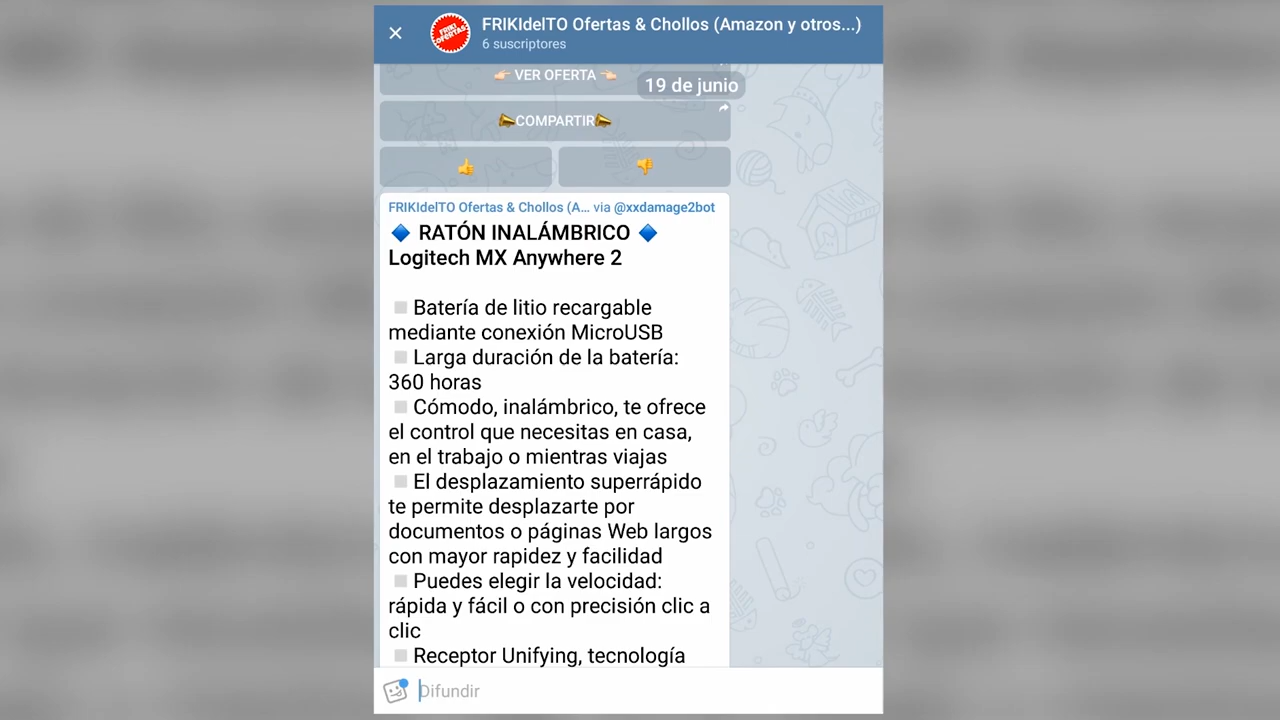 FRIKIdelTO Ofertas & Chollos (Amazon y otros...)
FRIKI OFERTAS
6 suscriptores
👉🏻 VER OFERTA 👈🏻
19 de junio
📣COMPARTIR📣
👍 👎
FRIKIdelTO Ofertas & Chollos (A... via @xxdamage2bot
🔷 RATÓN INALÁMBRICO 🔷
Logitech MX Anywhere 2
◽Batería de litio recargable
mediante conexión MicroUSB
◽Larga duración de la batería:
360 horas
◽Cómodo, inalámbrico, te ofrece
el control que necesitas en casa,
en el trabajo o mientras viajas
◽El desplazamiento superrápido
te permite desplazarte por
documentos o páginas Web largos
con mayor rapidez y facilidad
◽Puedes elegir la velocidad:
rápida y fácil o con precisión clic a
clic
◽Receptor Unifying, tecnología
Difundir